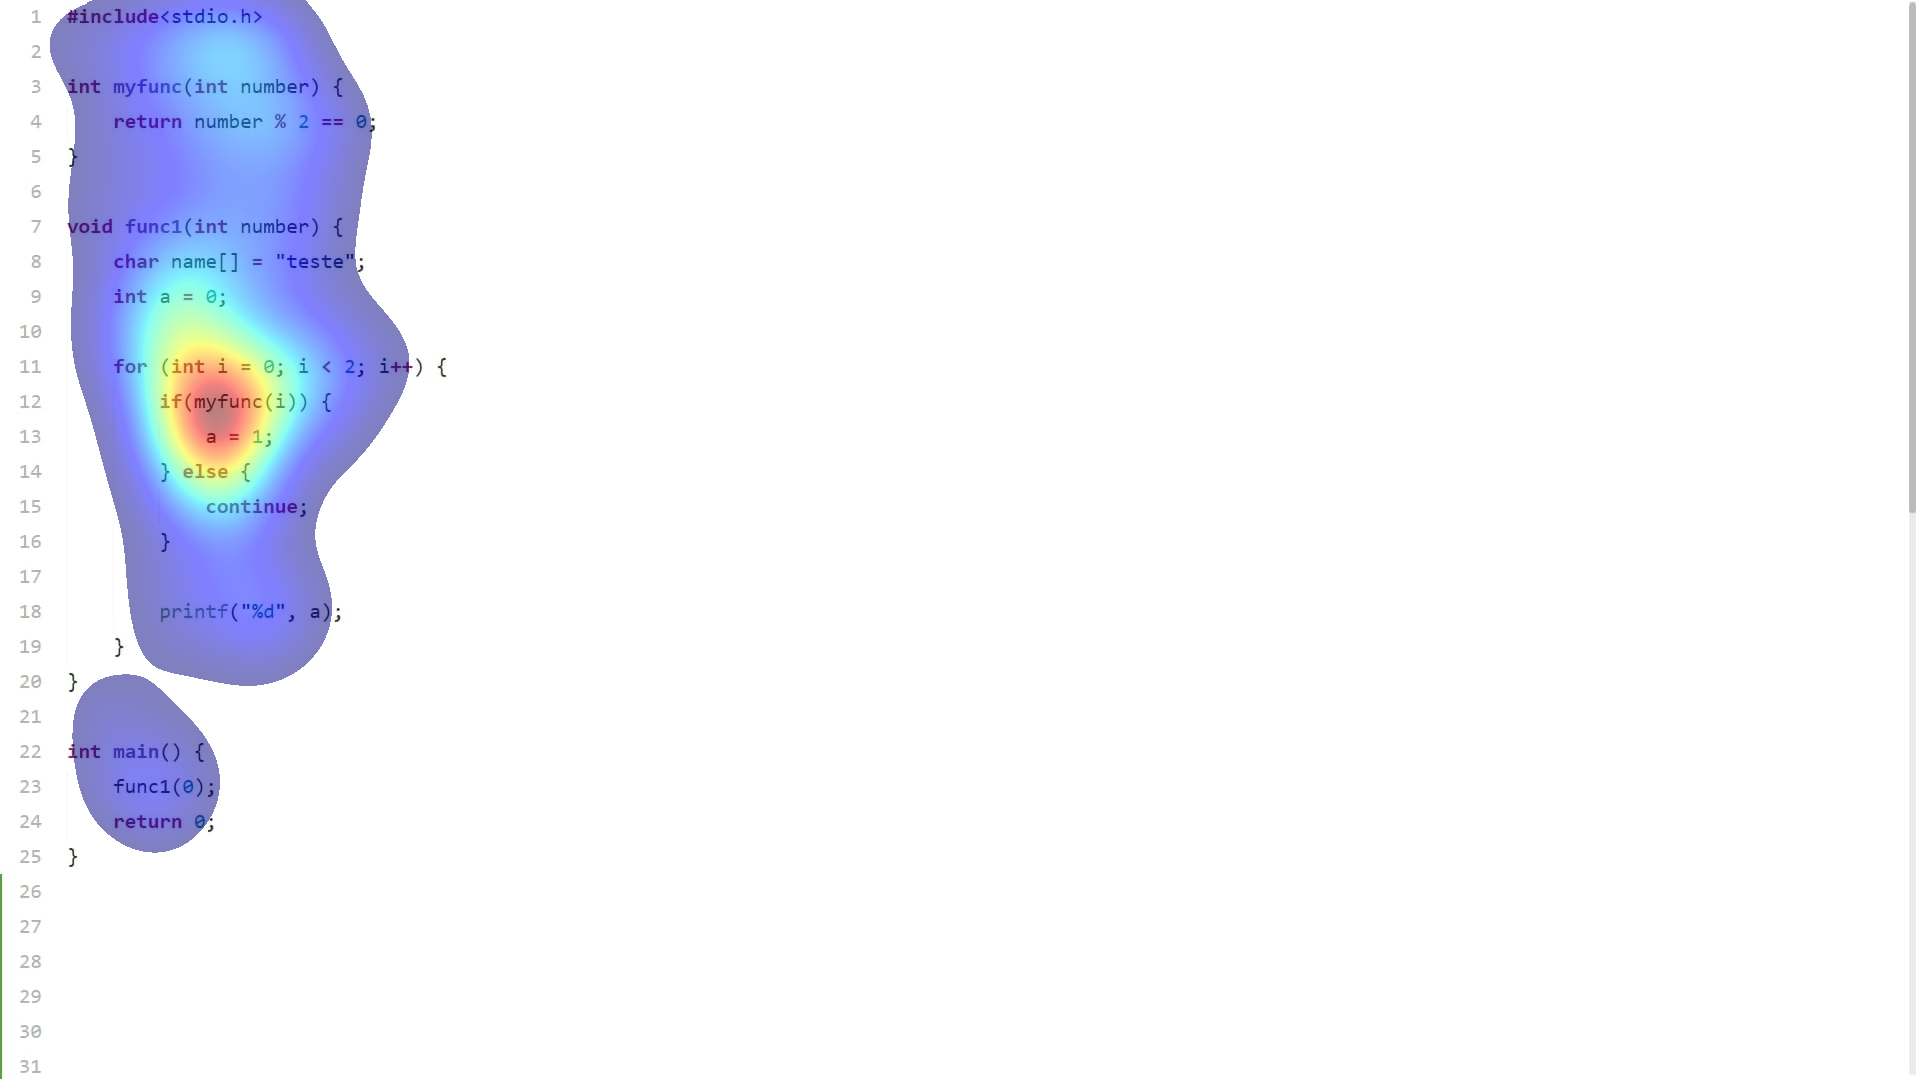 1 #include<stdio.h>
2
3 int myfunc(int number) {
4     return number % 2 == 0;
5 }
6
7 void func1(int number) {
8     char name[] = "teste";
9     int a = 0;
10
11     for (int i = 0; i < 2; i++) {
12         if(myfunc(i)) {
13             a = 1;
14         } else {
15             continue;
16         }
17
18         printf("%d", a);
19     }
20 }
21
22 int main() {
23     func1(0);
24     return 0;
25 }
26
27
28
29
30
31